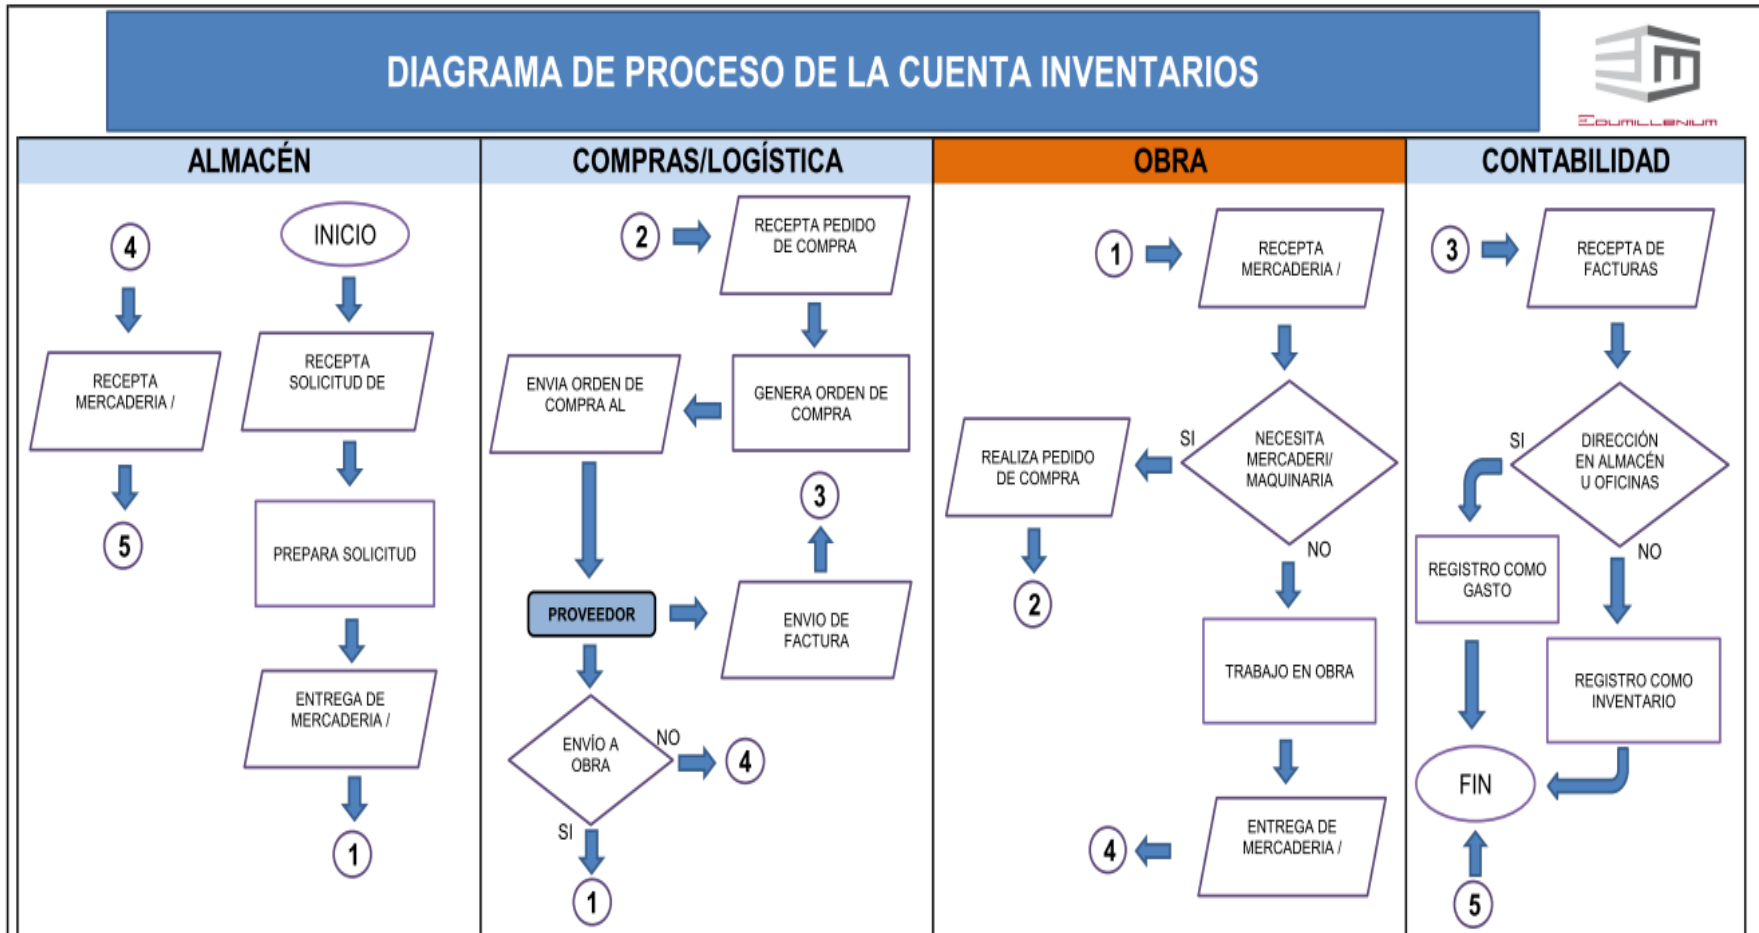 DIAGRAMA DE PROCESO DE LA CUENTA INVENTARIOS
EDUMILLENIUM
ALMACÉN
4
RECEPTA
MERCADERIA /
5
INICIO
RECEPTA
SOLICITUD DE
PREPARA SOLICITUD
ENTREGA DE
MERCADERIA /
1
COMPRAS/LOGÍSTICA
2
RECEPTA PEDIDO
DE COMPRA
GENERA ORDEN DE
COMPRA
ENVIA ORDEN DE
COMPRA AL
PROVEEDOR
ENVIO DE
FACTURA
3
ENVÍO A
OBRA
NO
4
SI
1
OBRA
1
RECEPTA
MERCADERIA /
NECESITA
MERCADERI/
MAQUINARIA
SI
REALIZA PEDIDO
DE COMPRA
2
NO
TRABAJO EN OBRA
ENTREGA DE
MERCADERIA /
4
CONTABILIDAD
3
RECEPTA DE
FACTURAS
DIRECCIÓN
EN ALMACÉN
U OFICINAS
SI
REGISTRO COMO
GASTO
NO
REGISTRO COMO
INVENTARIO
FIN
5